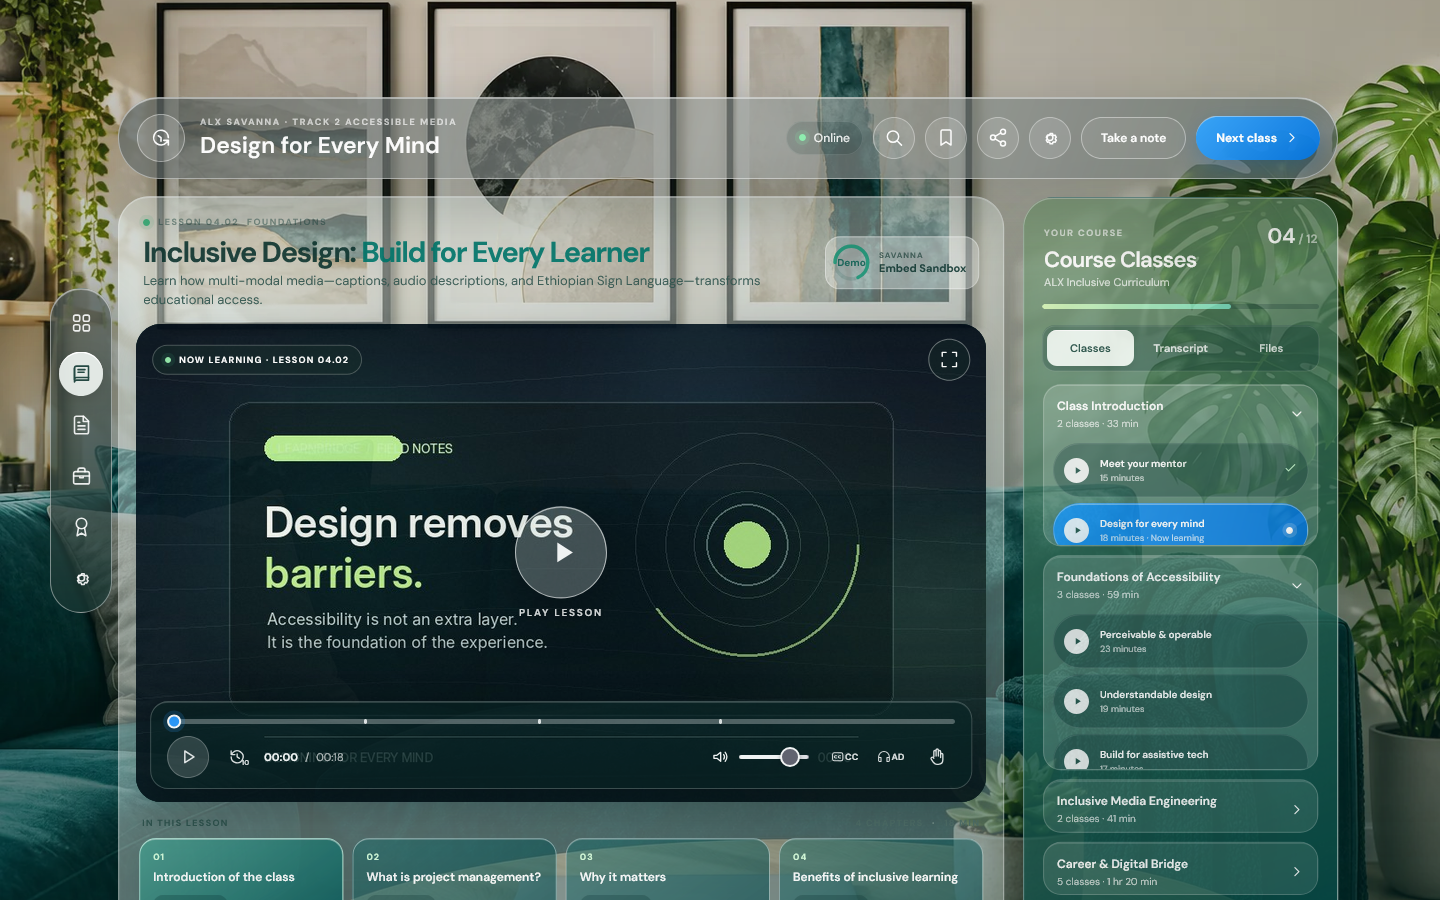 ALX SAVANNA · TRACK 2 ACCESSIBLE MEDIA
Design for Every Mind
Online
Take a note
Next class
LESSON 04.02 FOUNDATIONS
Inclusive Design: Build for Every Learner
Learn how multi-modal media—captions, audio descriptions, and Ethiopian Sign Language—transforms
educational access.
Demo
SAVANNA
Embed Sandbox
NOW LEARNING · LESSON 04.02
FIELD NOTES
Design removes
barriers.
PLAY LESSON
Accessibility is not an extra layer.
It is the foundation of the experience.
00:00 / 00:18
FOR EVERY MIND
10
CC CC
AD
IN THIS LESSON
01
Introduction of the class
02
What is project management?
03
Why it matters
04
Benefits of inclusive learning
YOUR COURSE
04 / 12
Course Classes
ALX Inclusive Curriculum
Classes
Transcript
Files
Class Introduction
2 classes · 33 min
Meet your mentor
15 minutes
Design for every mind
18 minutes · Now learning
Foundations of Accessibility
3 classes · 59 min
Perceivable & operable
23 minutes
Understandable design
19 minutes
Build for assistive tech
17 minutes
Inclusive Media Engineering
2 classes · 41 min
Career & Digital Bridge
5 classes · 1 hr 20 min